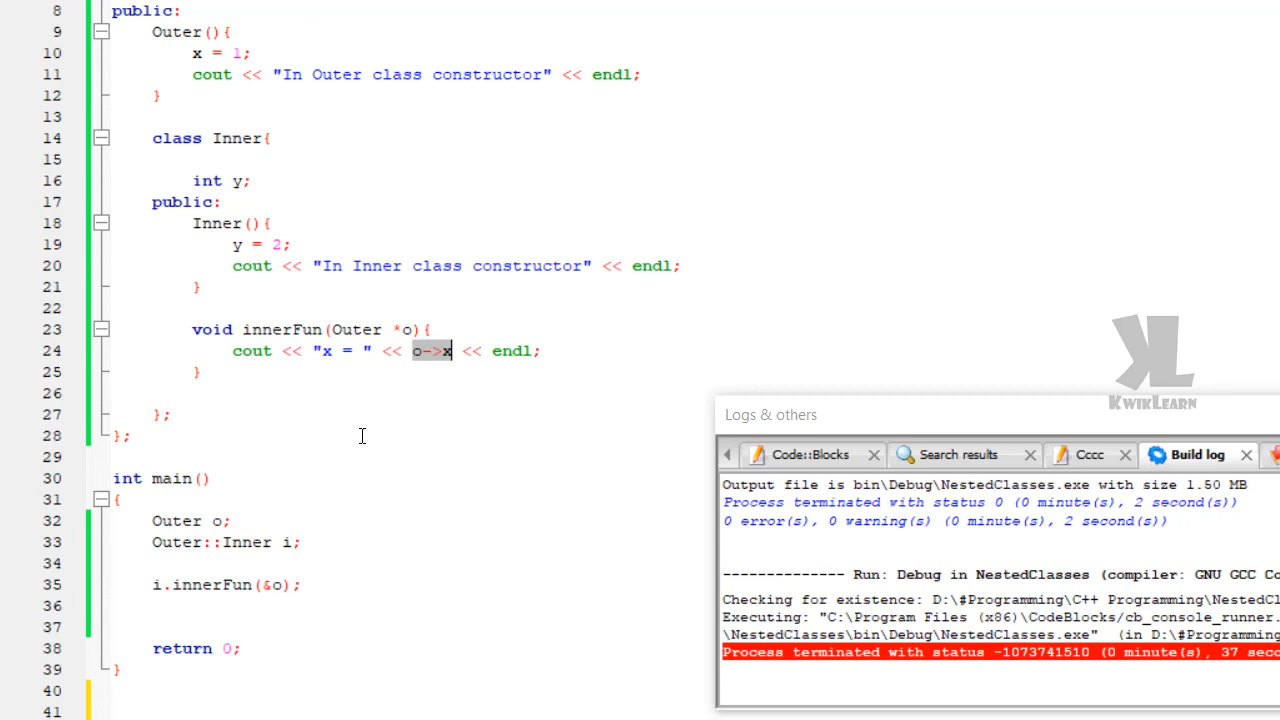 8 public:
9 Outer(){
10 x = 1;
11 cout << "In Outer class constructor" << endl;
12 }
13
14 class Inner{
15
16 int y;
17 public:
18 Inner(){
19 y = 2;
20 cout << "In Inner class constructor" << endl;
21 }
22
23 void innerFun(Outer *o){
24 cout << "x = " << o->x << endl;
25 }
26
27 };
28 };
29
30 int main()
31 {
32 Outer o;
33 Outer::Inner i;
34
35 i.innerFun(&o);
36
37
38 return 0;
39 }
40
41
KL
KWIKLEARN
Logs & others
Code::Blocks Search results Cccc Build log
Output file is bin\Debug\NestedClasses.exe with size 1.50 MB
Process terminated with status 0 (0 minute(s), 2 second(s))
0 error(s), 0 warning(s) (0 minute(s), 2 second(s))
-------------- Run: Debug in NestedClasses (compiler: GNU GCC Co
Checking for existence: D:\#Programming\C++ Programming\NestedCl
Executing: "C:\Program Files (x86)\CodeBlocks/cb_console_runner.
\NestedClasses\bin\Debug\NestedClasses.exe" (in D:\#Programming
Process terminated with status -1073741510 (0 minute(s), 37 seco